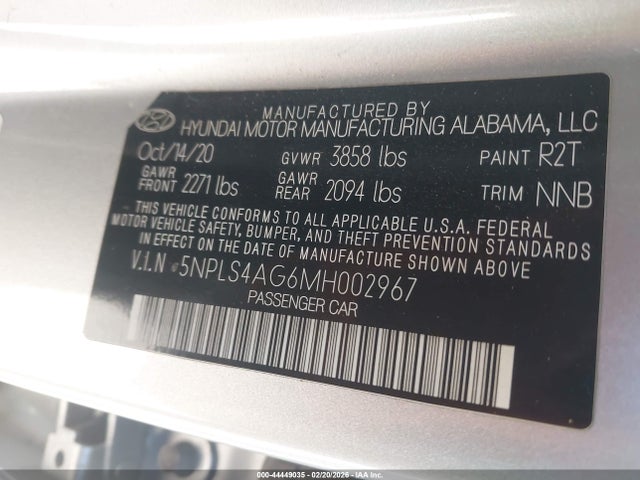 MANUFACTURED BY
HYUNDAI MOTOR MANUFACTURING ALABAMA, LLC
Oct/14/20 GVWR 3858 lbs PAINT R2T
GAWR FRONT 2271 lbs GAWR REAR 2094 lbs TRIM NNB
THIS VEHICLE CONFORMS TO ALL APPLICABLE U.S.A. FEDERAL
MOTOR VEHICLE SAFETY, BUMPER, AND THEFT PREVENTION STANDARDS
IN EFFECT ON THE DATE OF MANUFACTURE SHOWN ABOVE.
V.I.N 5NPLS4AG6MH002967
PASSENGER CAR
000-44449035 - 02/20/2026 - IAA Inc.